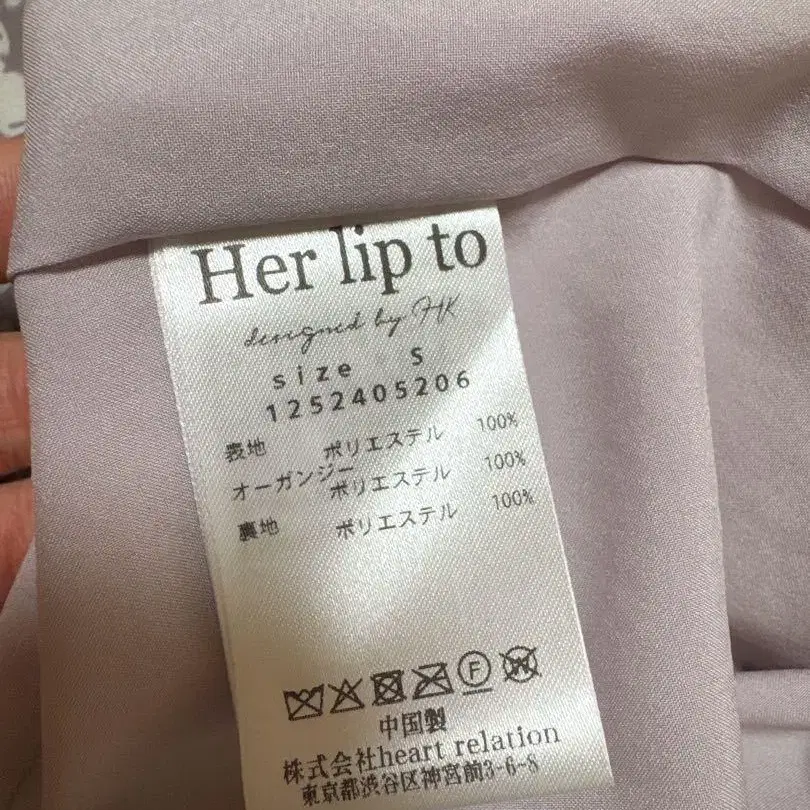 Her lip to
designed by HK
size S
1252405206
表地 ポリエステル 100%
オーガンジー ポリエステル 100%
裏地 ポリエステル 100%
F W
中国製
株式会社heart relation
東京都渋谷区神宮前3-6-8